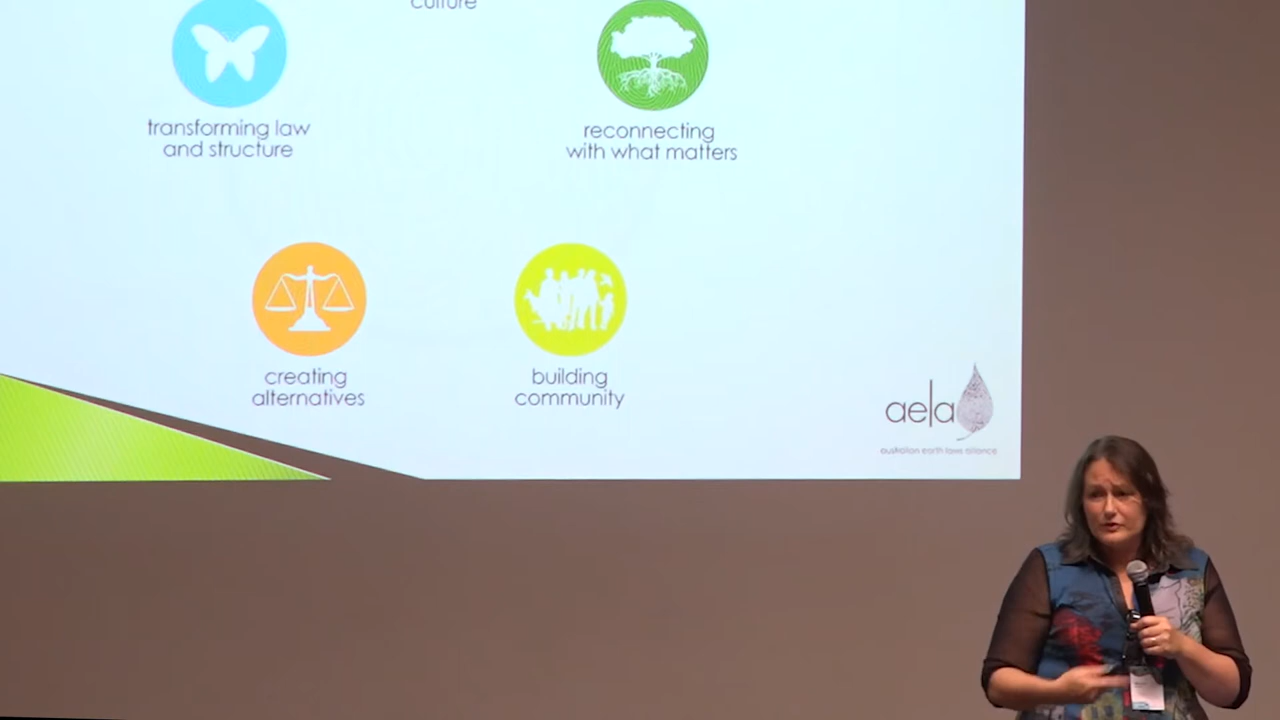 culture
transforming law
and structure
reconnecting
with what matters
creating
alternatives
building
community
aela
australian earth laws alliance